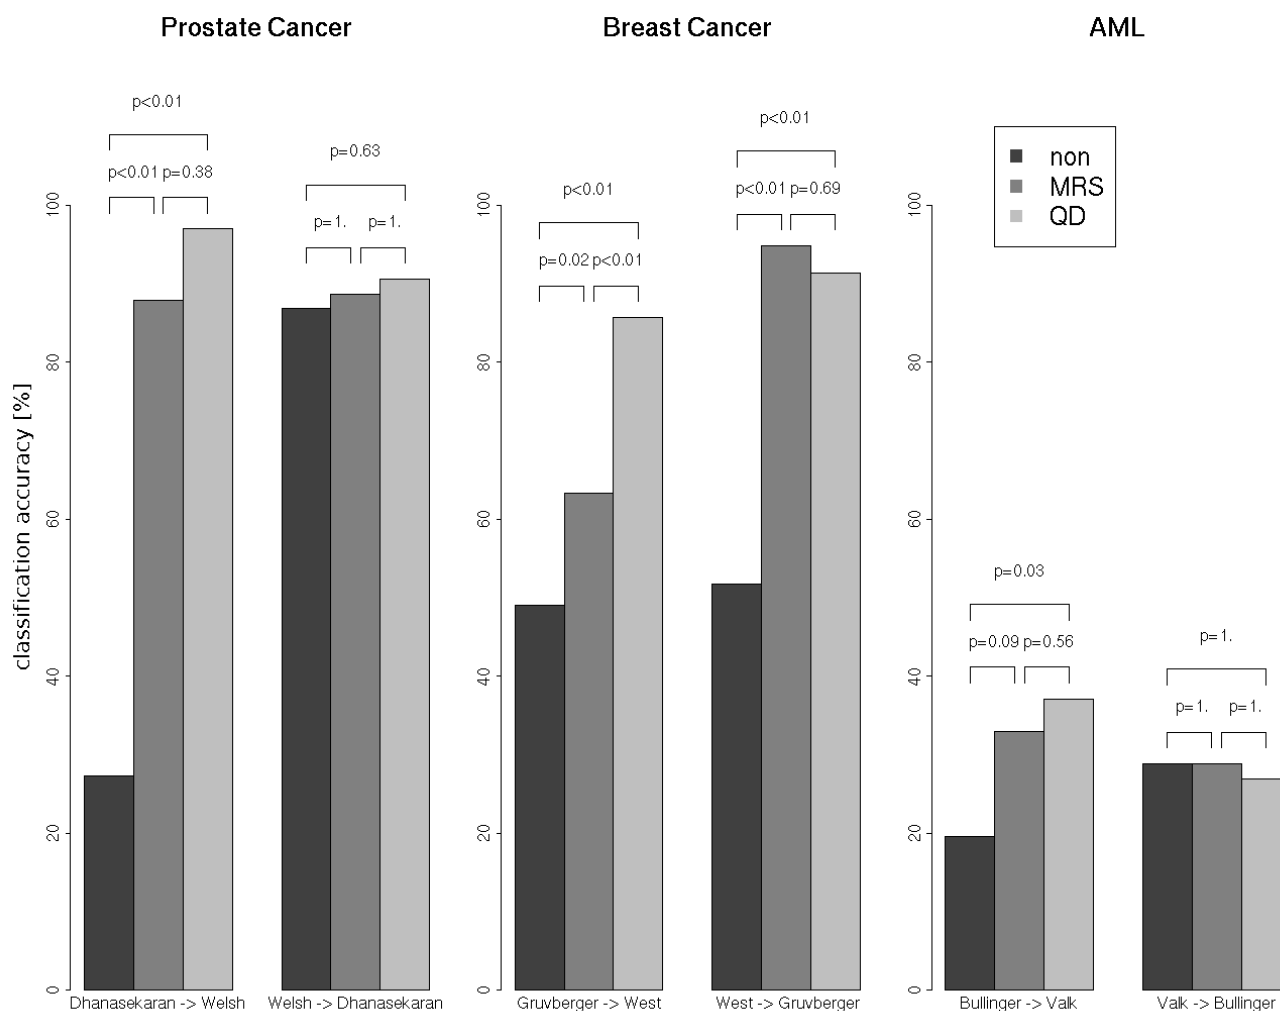 Prostate Cancer
Breast Cancer
AML
p<0.01
p<0.01 p=0.38
p=0.63
p=1. p=1.
p<0.01
p=0.02 p<0.01
p<0.01
p<0.01 p=0.69
p=0.03
p=0.09 p=0.56
p=1.
p=1. p=1.
non
MRS
QD
classification accuracy [%]
100
80
60
40
20
0
100
80
60
40
20
0
100
80
60
40
20
0
Dhanasekaran -> Welsh
Welsh -> Dhanasekaran
Gruvberger -> West
West -> Gruvberger
Bullinger -> Valk
Valk -> Bullinger